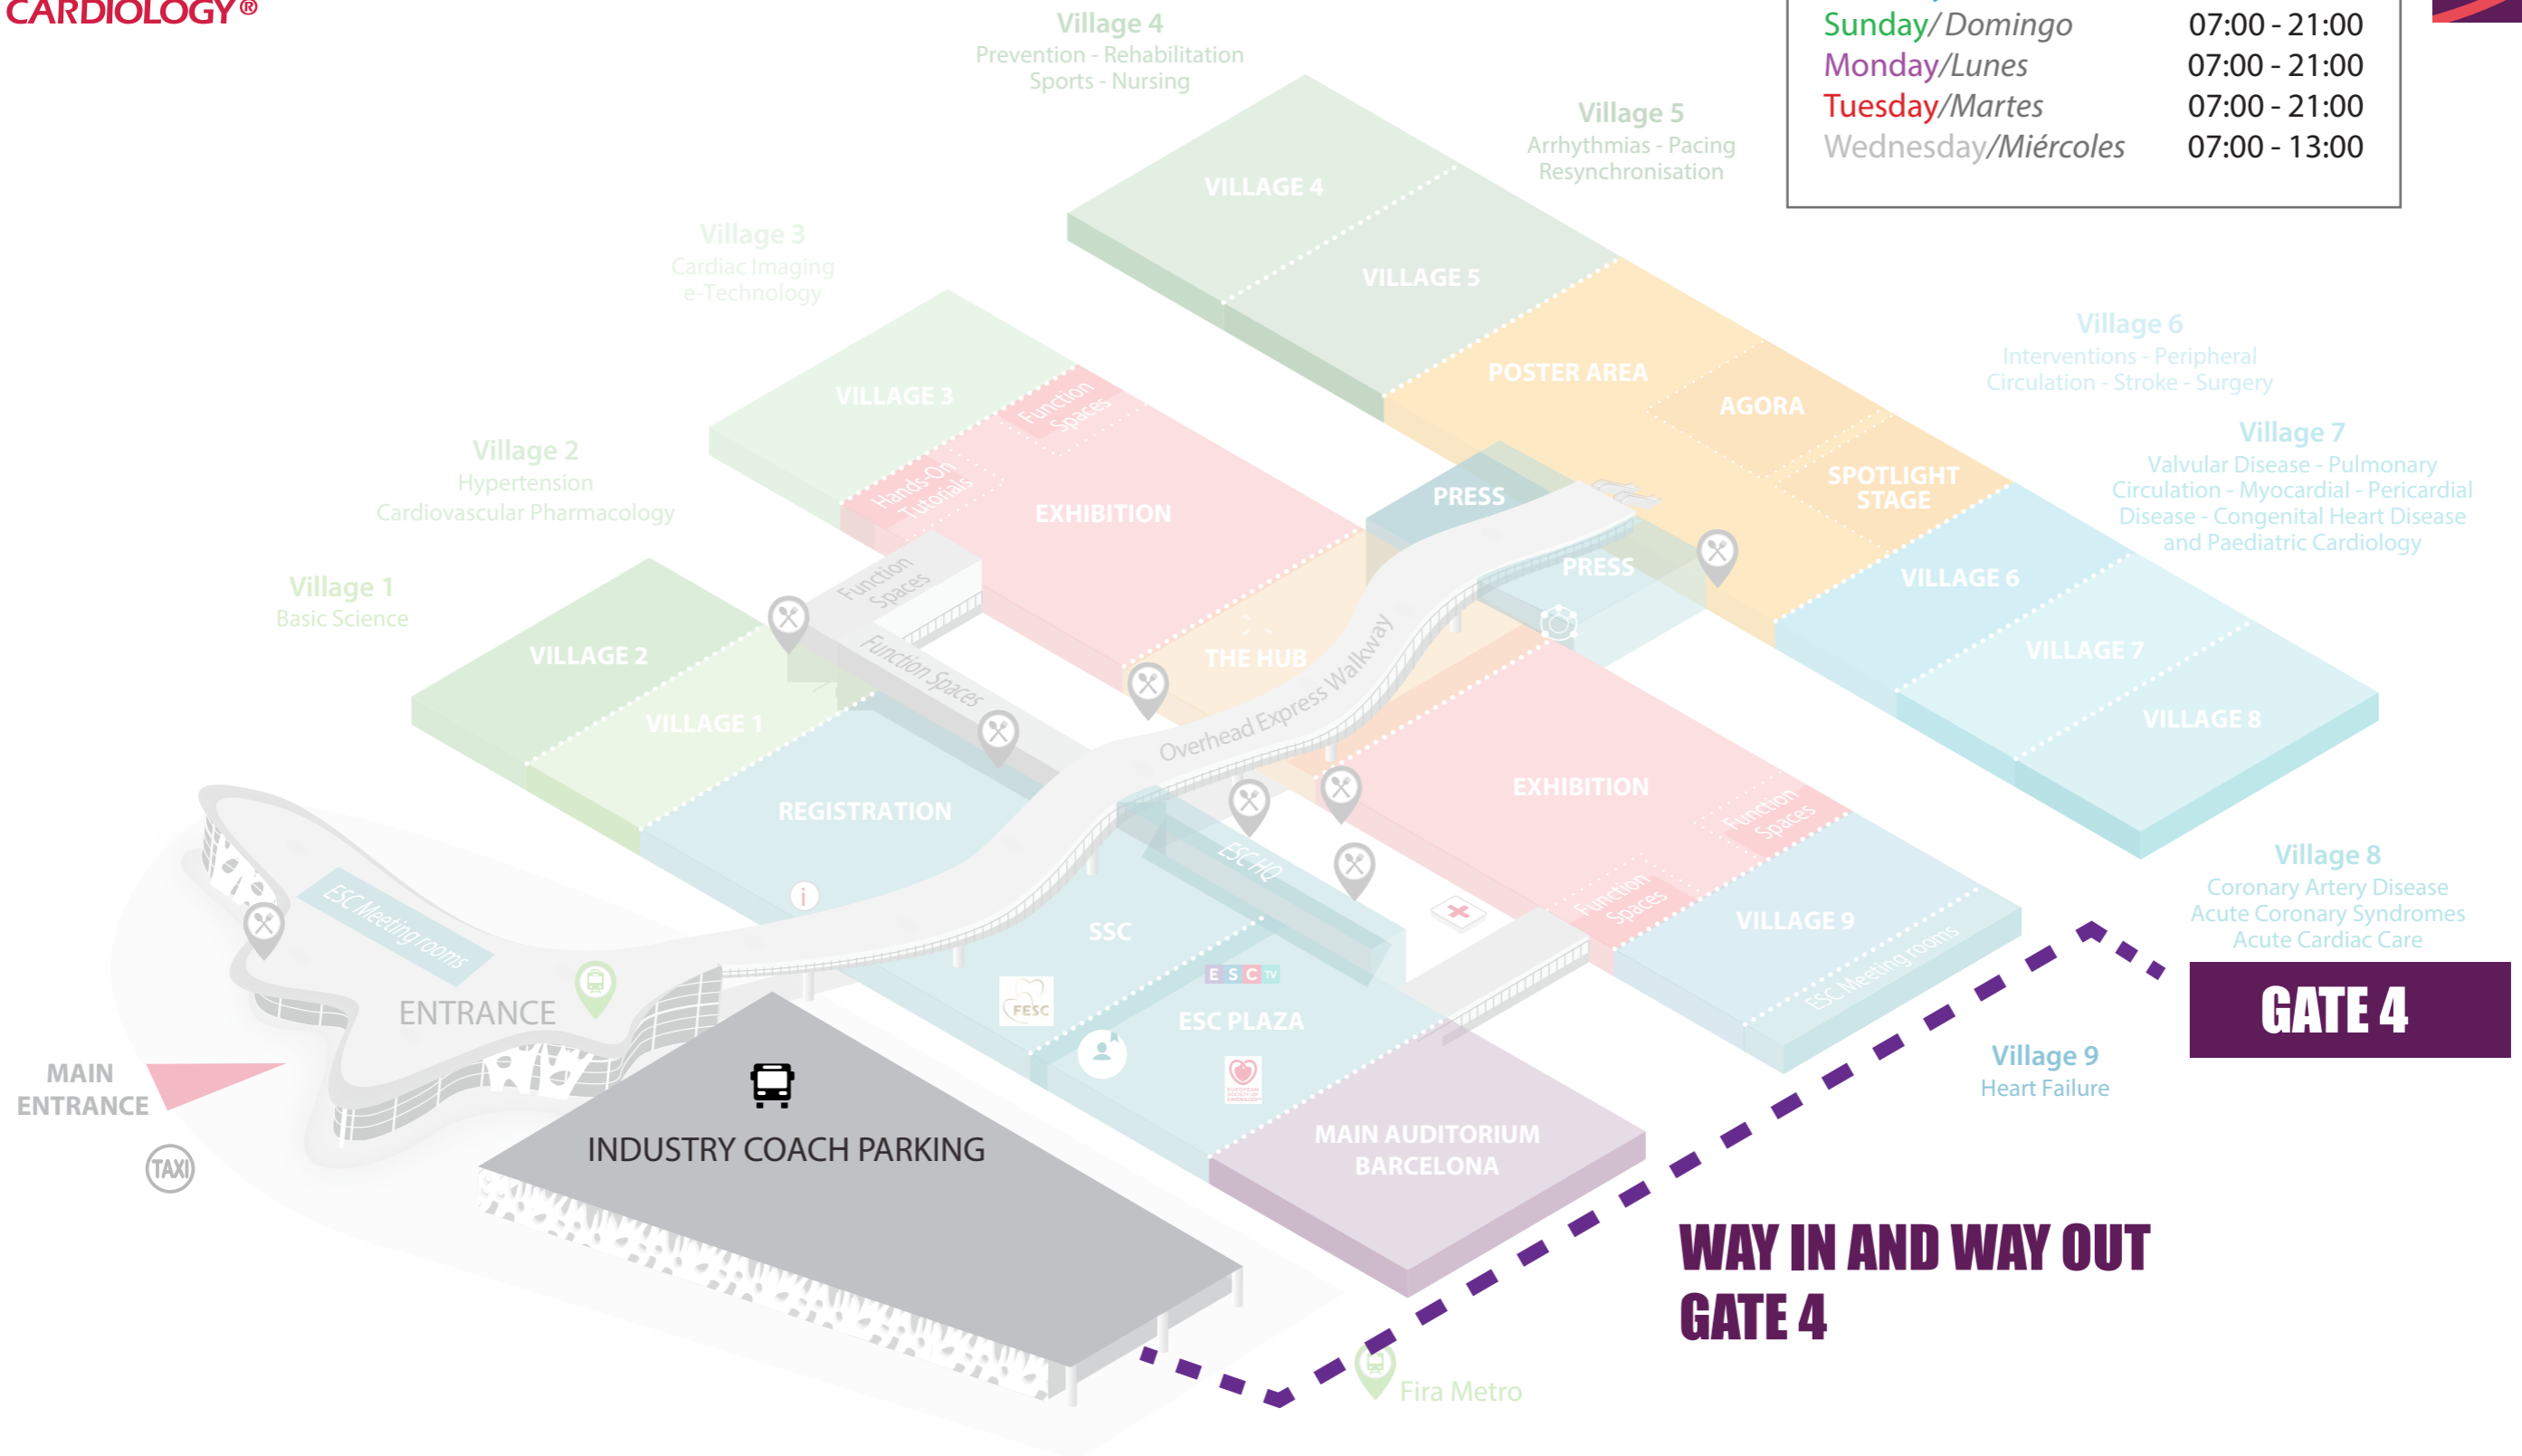 CARDIOLOGY®
Sunday/Domingo 07:00 - 21:00
Monday/Lunes 07:00 - 21:00
Tuesday/Martes 07:00 - 21:00
Wednesday/Miércoles 07:00 - 13:00
Village 4
Prevention - Rehabilitation
Sports - Nursing
Village 5
Arrhythmias - Pacing
Resynchronisation
VILLAGE 4
VILLAGE 5
Village 3
Cardiac Imaging
e-Technology
VILLAGE 3
Function
Spaces
Hands-On
Tutorials
EXHIBITION
POSTER AREA
AGORA
SPOTLIGHT
STAGE
PRESS
PRESS
Village 6
Interventions - Peripheral
Circulation - Stroke - Surgery
Village 7
Valvular Disease - Pulmonary
Circulation - Myocardial - Pericardial
Disease - Congenital Heart Disease
and Paediatric Cardiology
VILLAGE 6
VILLAGE 7
VILLAGE 8
Village 2
Hypertension
Cardiovascular Pharmacology
Village 1
Basic Science
VILLAGE 2
VILLAGE 1
Function
Spaces
Function Spaces
THE HUB
Overhead Express Walkway
REGISTRATION
i
EXHIBITION
Function
Spaces
Function
Spaces
ESC HQ
SSC
FESC
ESC TV
ESC PLAZA
EUROPEAN
SOCIETY OF
CARDIOLOGY
VILLAGE 9
ESC Meeting rooms
Village 8
Coronary Artery Disease
Acute Coronary Syndromes
Acute Cardiac Care
GATE 4
Village 9
Heart Failure
ESC Meeting rooms
ENTRANCE
MAIN
ENTRANCE
TAXI
INDUSTRY COACH PARKING
MAIN AUDITORIUM
BARCELONA
WAY IN AND WAY OUT
GATE 4
Fira Metro